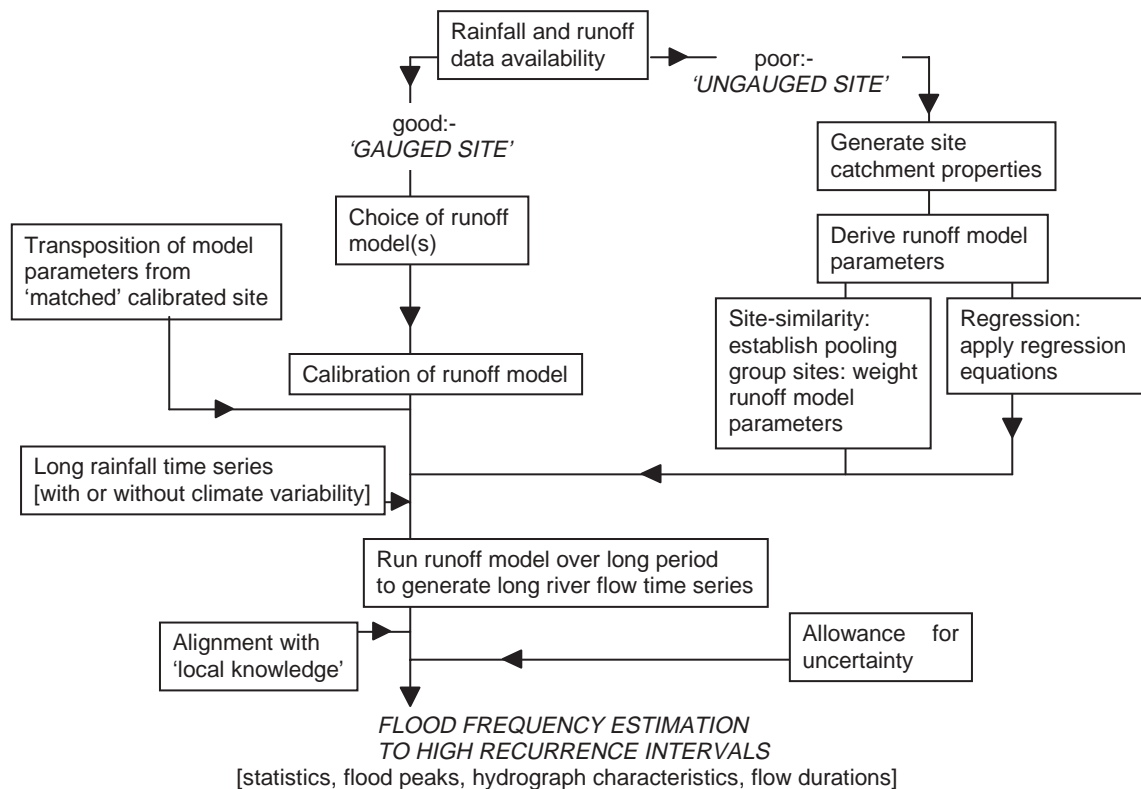 Rainfall and runoff
data availability
poor:-
‘UNGAUGED SITE’
good:-
‘GAUGED SITE’
Generate site
catchment properties
Choice of runoff
model(s)
Transposition of model
parameters from
‘matched’ calibrated site
Derive runoff model
parameters
Site-similarity:
establish pooling
group sites: weight
runoff model
parameters
Regression:
apply regression
equations
Calibration of runoff model
Long rainfall time series
[with or without climate variability]
Run runoff model over long period
to generate long river flow time series
Alignment with
‘local knowledge’
Allowance for
uncertainty
FLOOD FREQUENCY ESTIMATION
TO HIGH RECURRENCE INTERVALS
[statistics, flood peaks, hydrograph characteristics, flow durations]